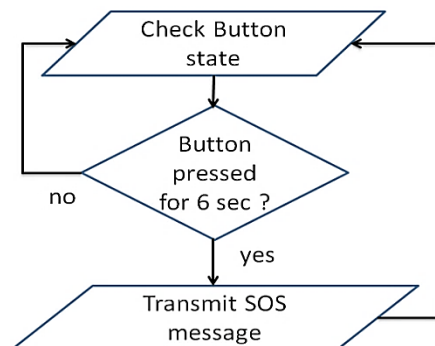 Check Button
state
Button
pressed
for 6 sec ?
no
yes
Transmit SOS
message